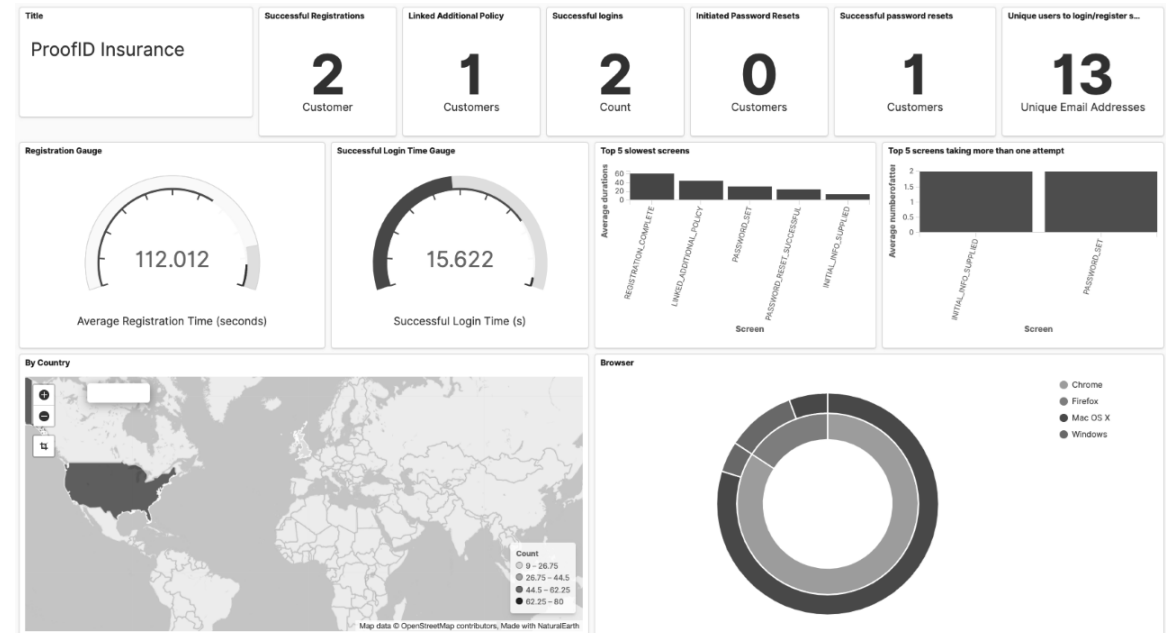 Title
ProofID Insurance
Successful Registrations
2
Customer
Linked Additional Policy
1
Customers
Successful logins
2
Count
Initiated Password Resets
0
Customers
Successful password resets
1
Customers
Unique users to login/register s...
13
Unique Email Addresses
Registration Gauge
112.012
Average Registration Time (seconds)
Successful Login Time Gauge
15.622
Successful Login Time (s)
Top 5 slowest screens
Average durations
60
40
20
0
REGISTRATION_COMPLETE
LINKED_ADDITIONAL_POLICY
PASSWORD_SET
PASSWORD_RESET_SUCCESSFUL
INITIAL_INFO_SUPPLIED
Screen
Top 5 screens taking more than one attempt
Average numberofattor
2
1.5
1
0.5
0
INITIAL_INFO_SUPPLIED
PASSWORD_SET
Screen
By Country
Count
9 – 26.75
26.75 – 44.5
44.5 – 62.25
62.25 – 80
Map data © OpenStreetMap contributors, Made with NaturalEarth
Browser
Chrome
Firefox
Mac OS X
Windows